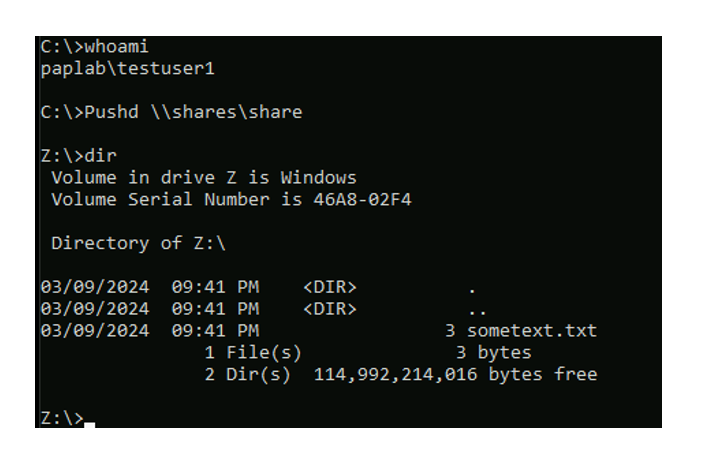 C:\>whoami
paplab\testuser1
C:\>Pushd \\shares\share
Z:\>dir
 Volume in drive Z is Windows
 Volume Serial Number is 46A8-02F4
 Directory of Z:\
03/09/2024  09:41 PM    <DIR>          .
03/09/2024  09:41 PM    <DIR>          ..
03/09/2024  09:41 PM                 3 sometext.txt
               1 File(s)              3 bytes
               2 Dir(s)  114,992,214,016 bytes free
Z:\>